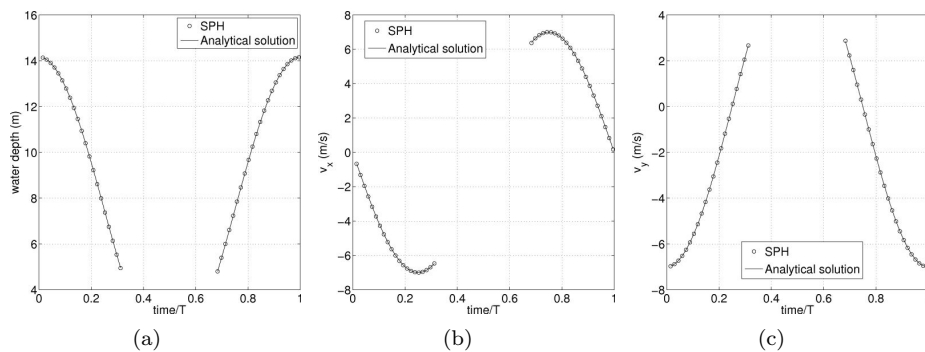 16
14
12
10
8
6
4
water depth (m)
0 0.2 0.4 0.6 0.8 1
time/T
SPH
Analytical solution
(a)
8
6
4
2
0
−2
−4
−6
−8
v_x (m/s)
0 0.2 0.4 0.6 0.8 1
time/T
SPH
Analytical solution
(b)
4
2
0
−2
−4
−6
−8
v_y (m/s)
0 0.2 0.4 0.6 0.8
time/T
SPH
Analytical solution
(c)